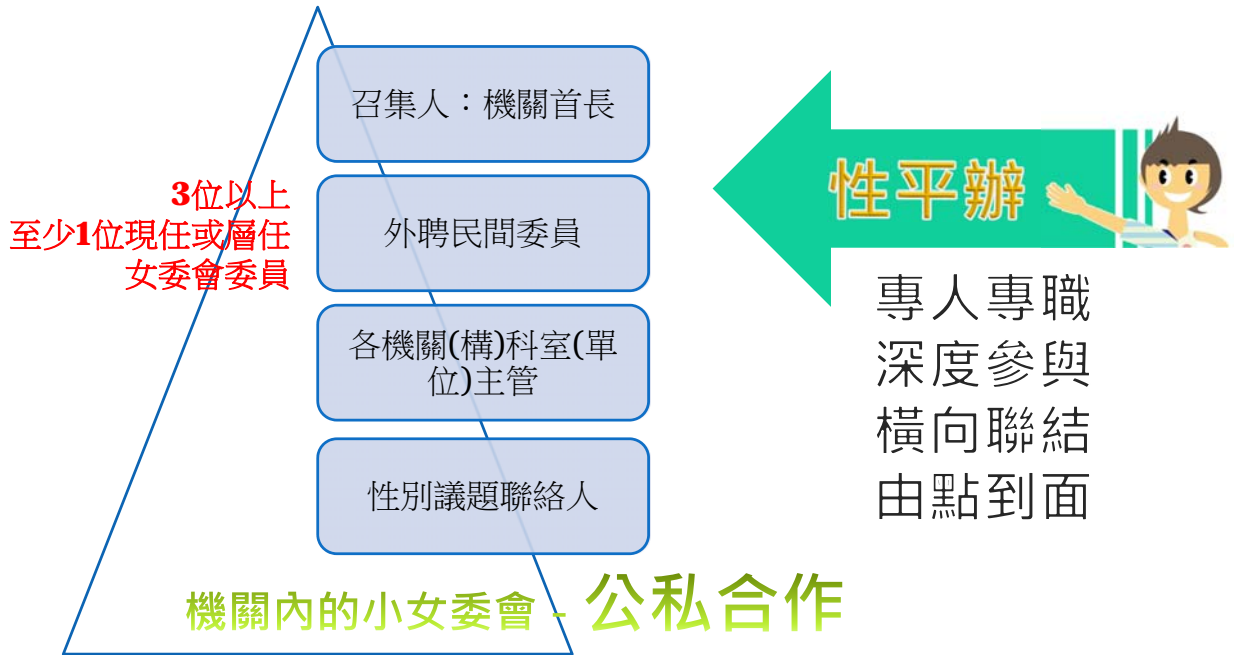 召集人：機關首長
3位以上
至少1位現任或層任
女委會委員
外聘民間委員
各機關(構)科室(單
位)主管
性別議題聯絡人
機關內的小女委會 - 公私合作
性平辦
專人專職
深度參與
橫向聯結
由點到面